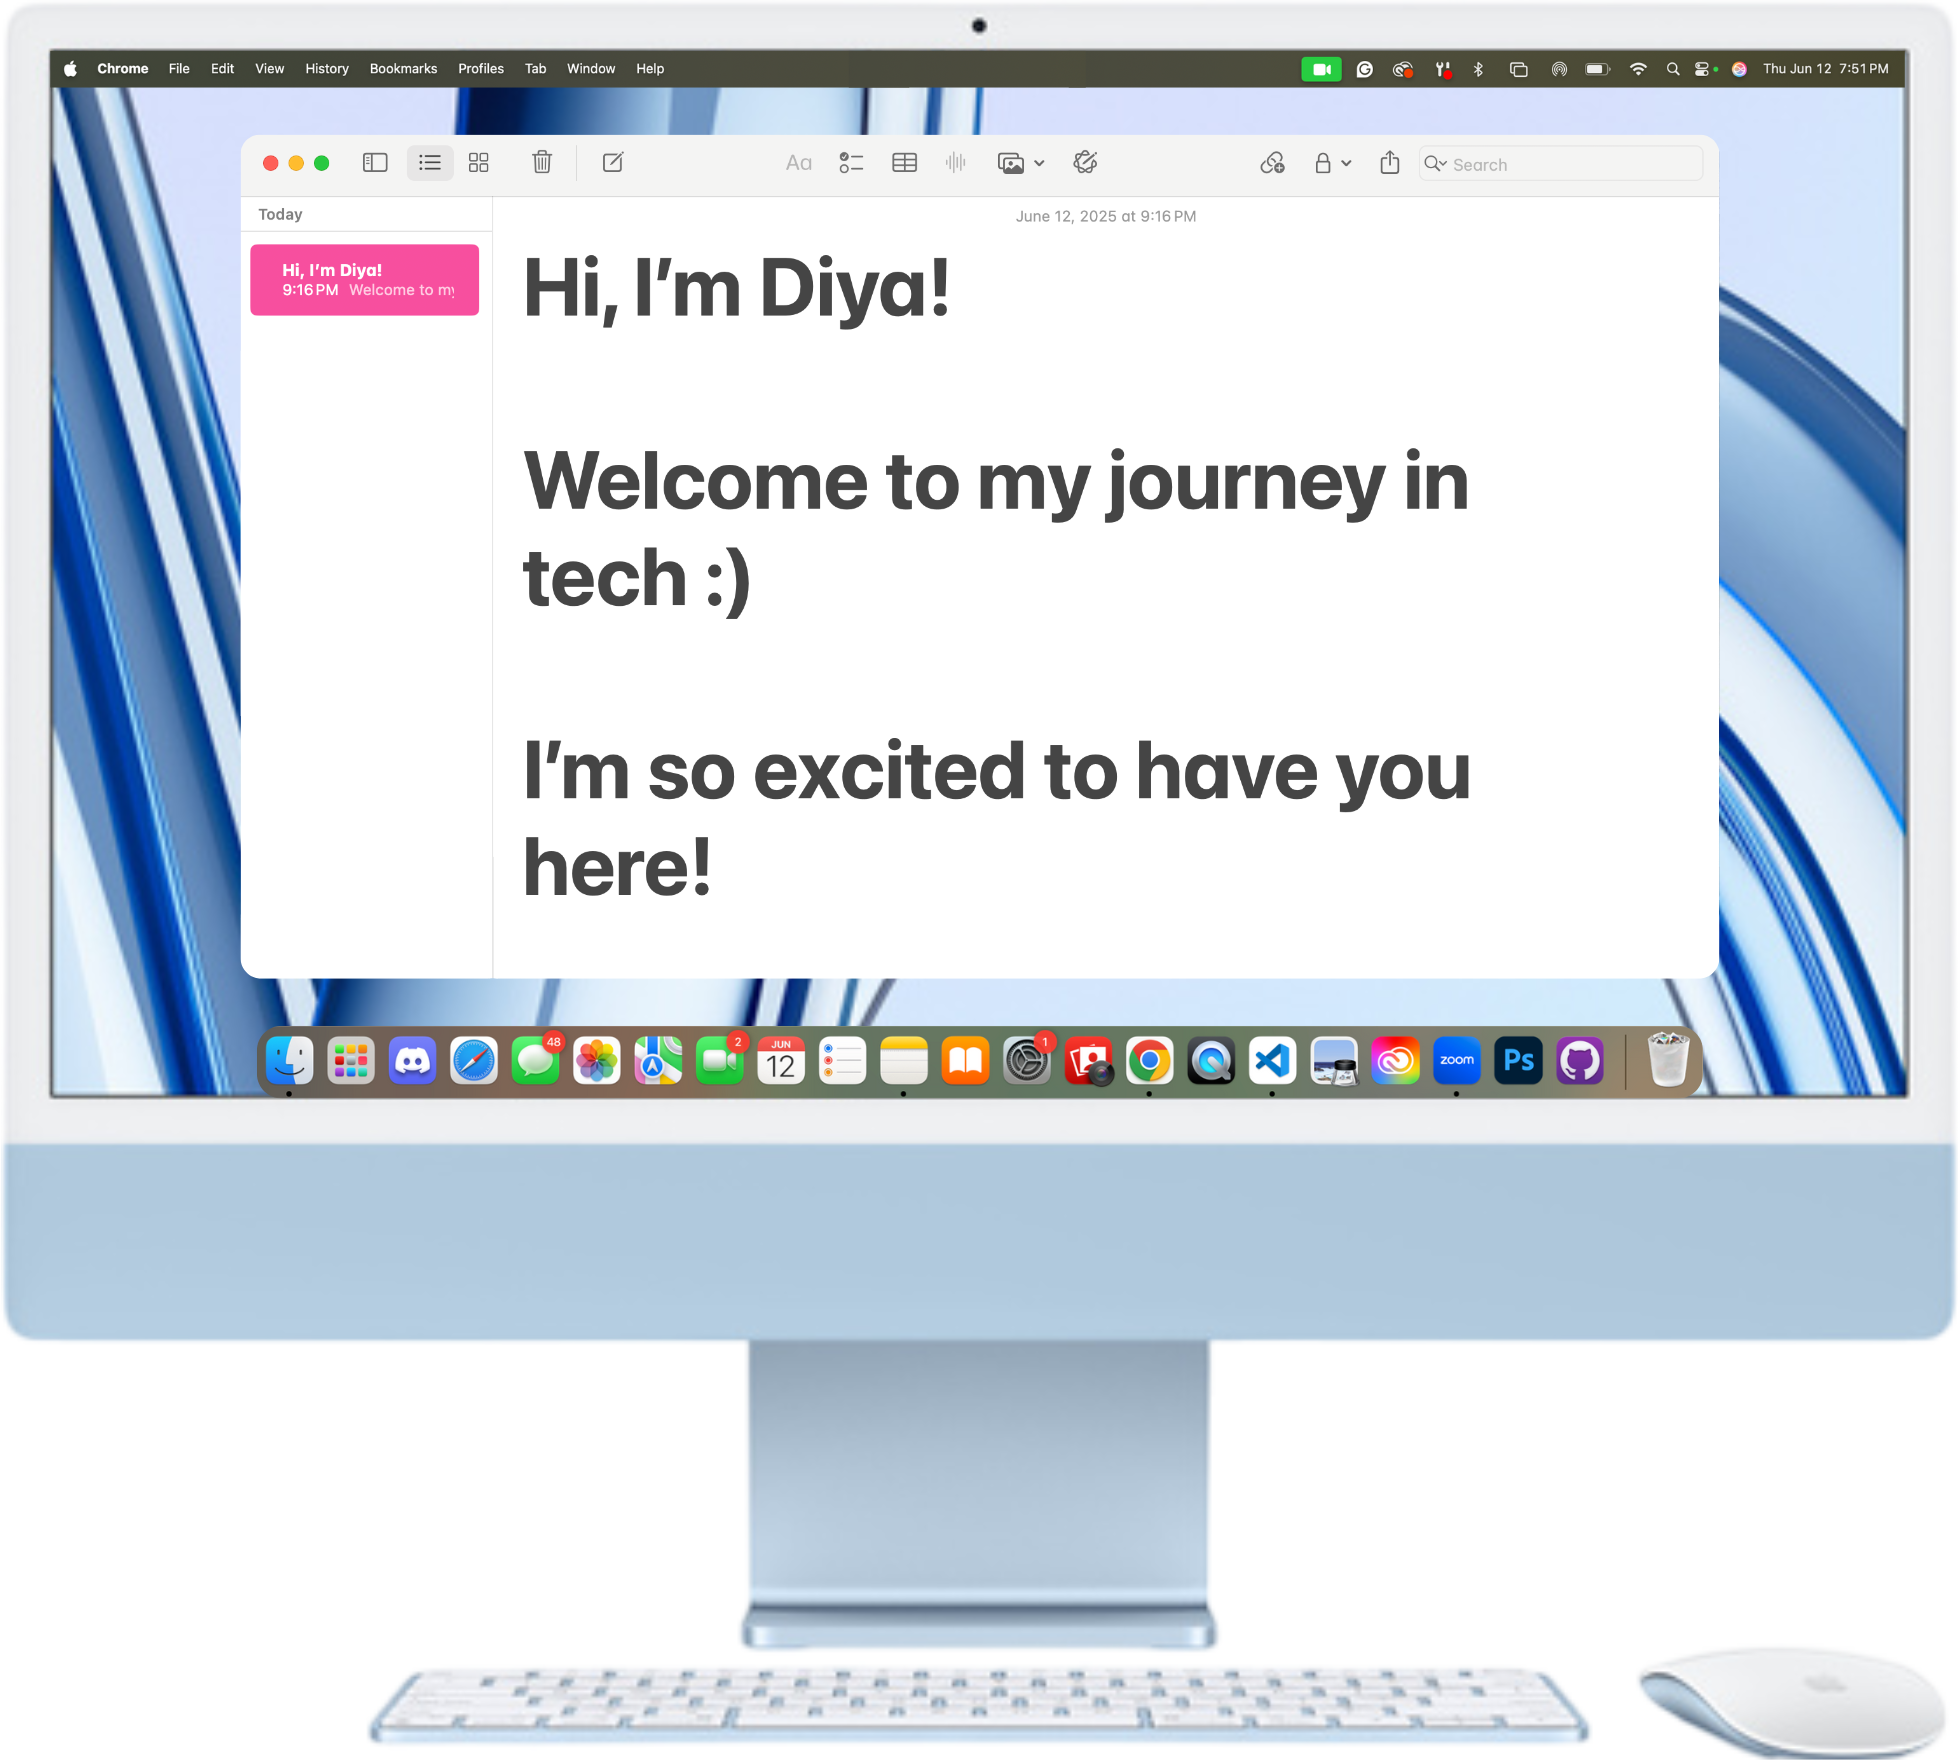 Chrome File Edit View History Bookmarks Profiles Tab Window Help Thu Jun 12 7:51 PM
Aa Search
Today
June 12, 2025 at 9:16 PM
Hi, I'm Diya!
9:16 PM Welcome to my
Hi, I'm Diya!
Welcome to my journey in
tech :)
I'm so excited to have you
here!
48
2
JUN
12
1
zoom
Ps